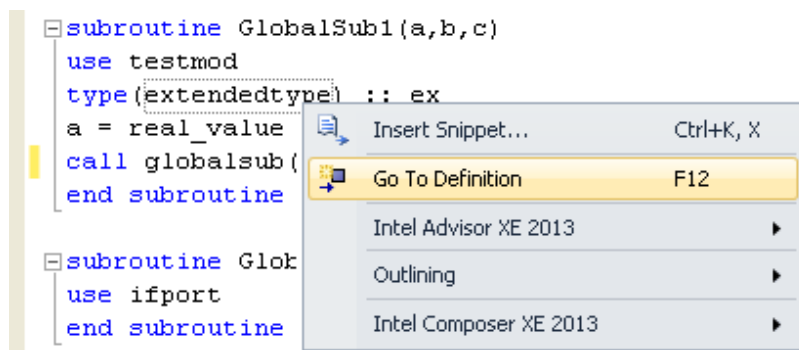 subroutine GlobalSub1(a,b,c)
use testmod
type(extendedtype) :: ex
a = real_value
call globalsub(
end subroutine
subroutine Glob
use ifport
end subroutine
Insert Snippet... Ctrl+K, X
Go To Definition F12
Intel Advisor XE 2013
Outlining
Intel Composer XE 2013